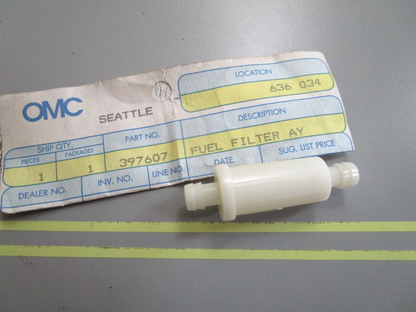 OMC SEATTLE
LOCATION
636 034
SHIP QTY.
PIECES PACKAGES
1 1
PART NO.
397607
DESCRIPTION
FUEL FILTER AY
DEALER NO. INV. NO. LINE NO. DATE SUG. LIST PRICE